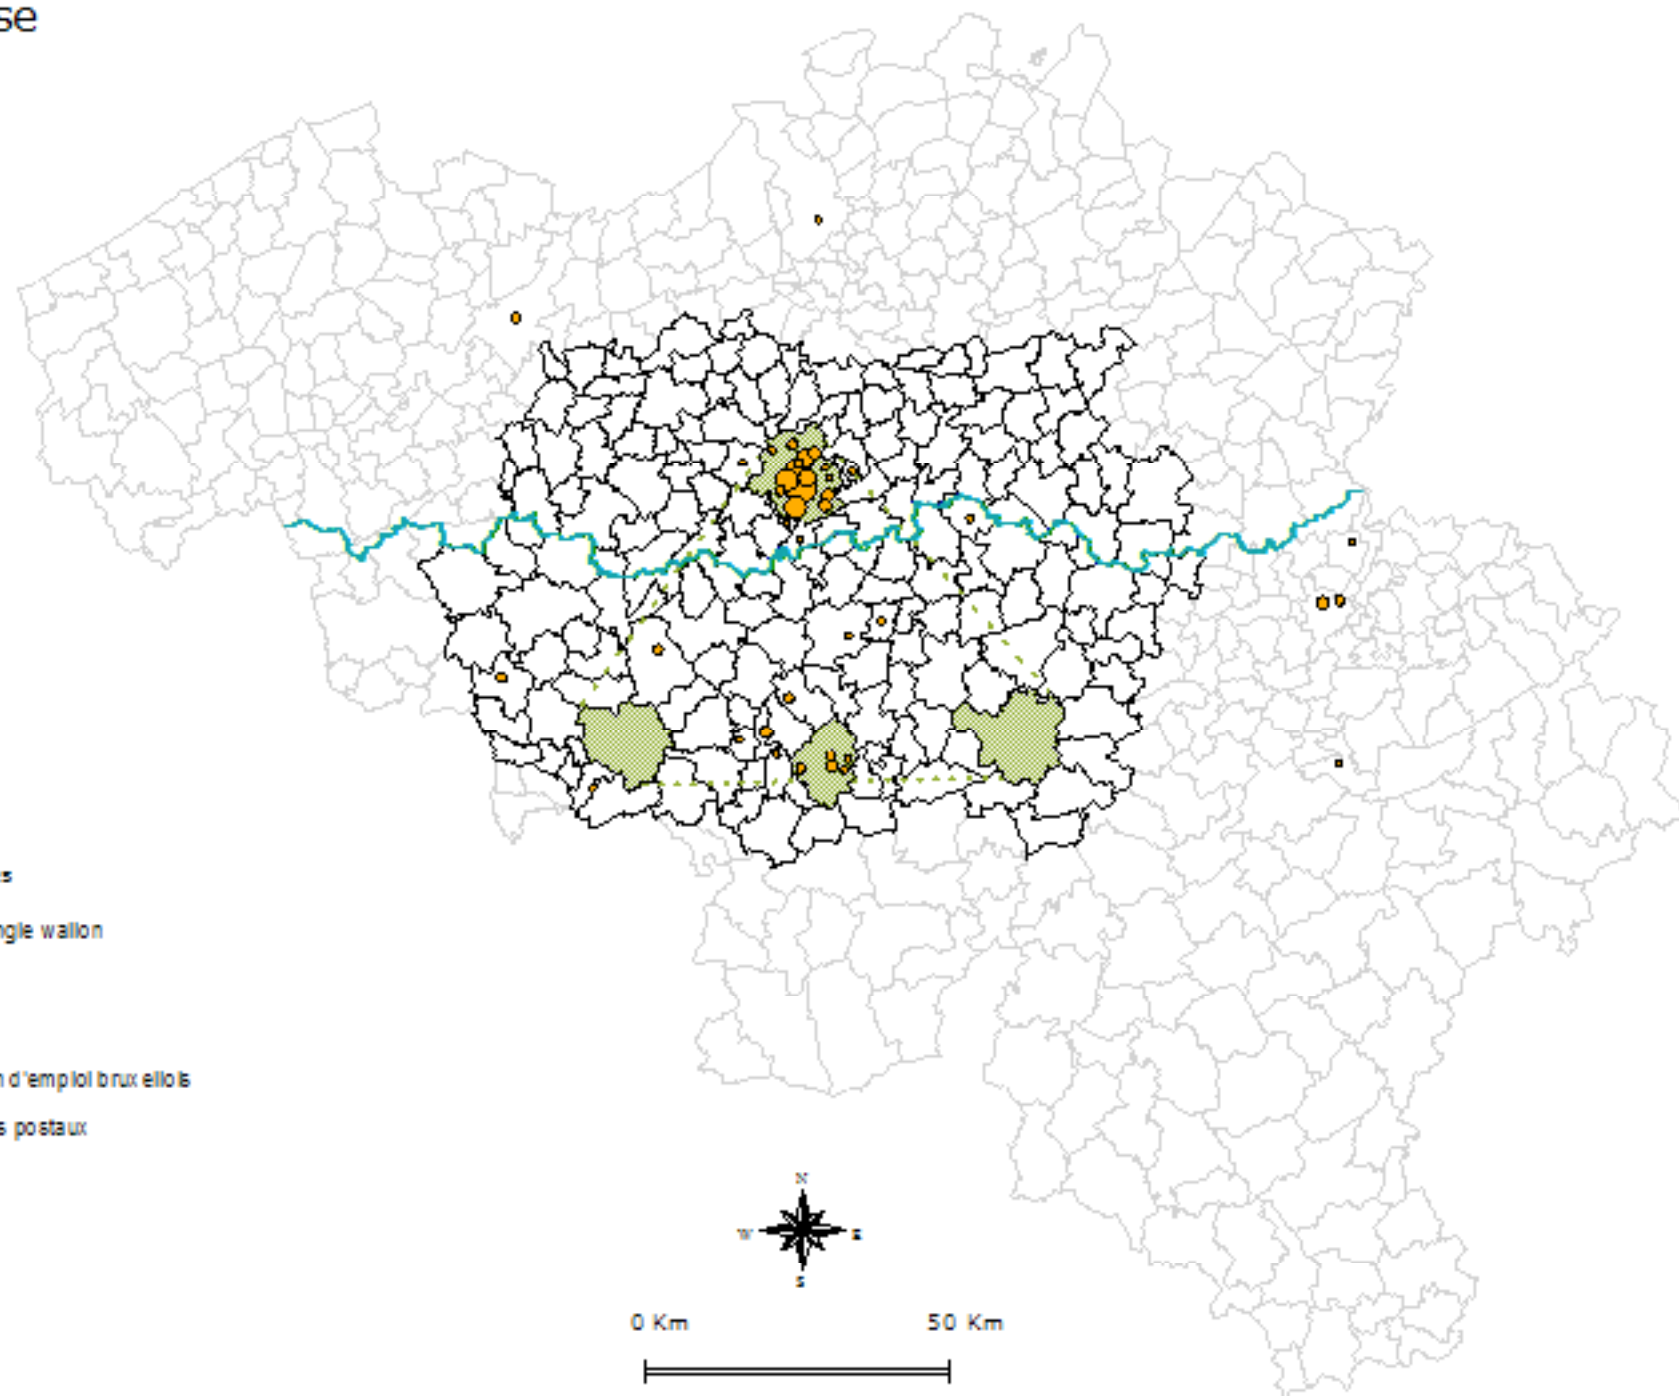 se
s
ngle wallon
n d'emploi bruxellois
s postaux
N
W E
S
0 Km 50 Km